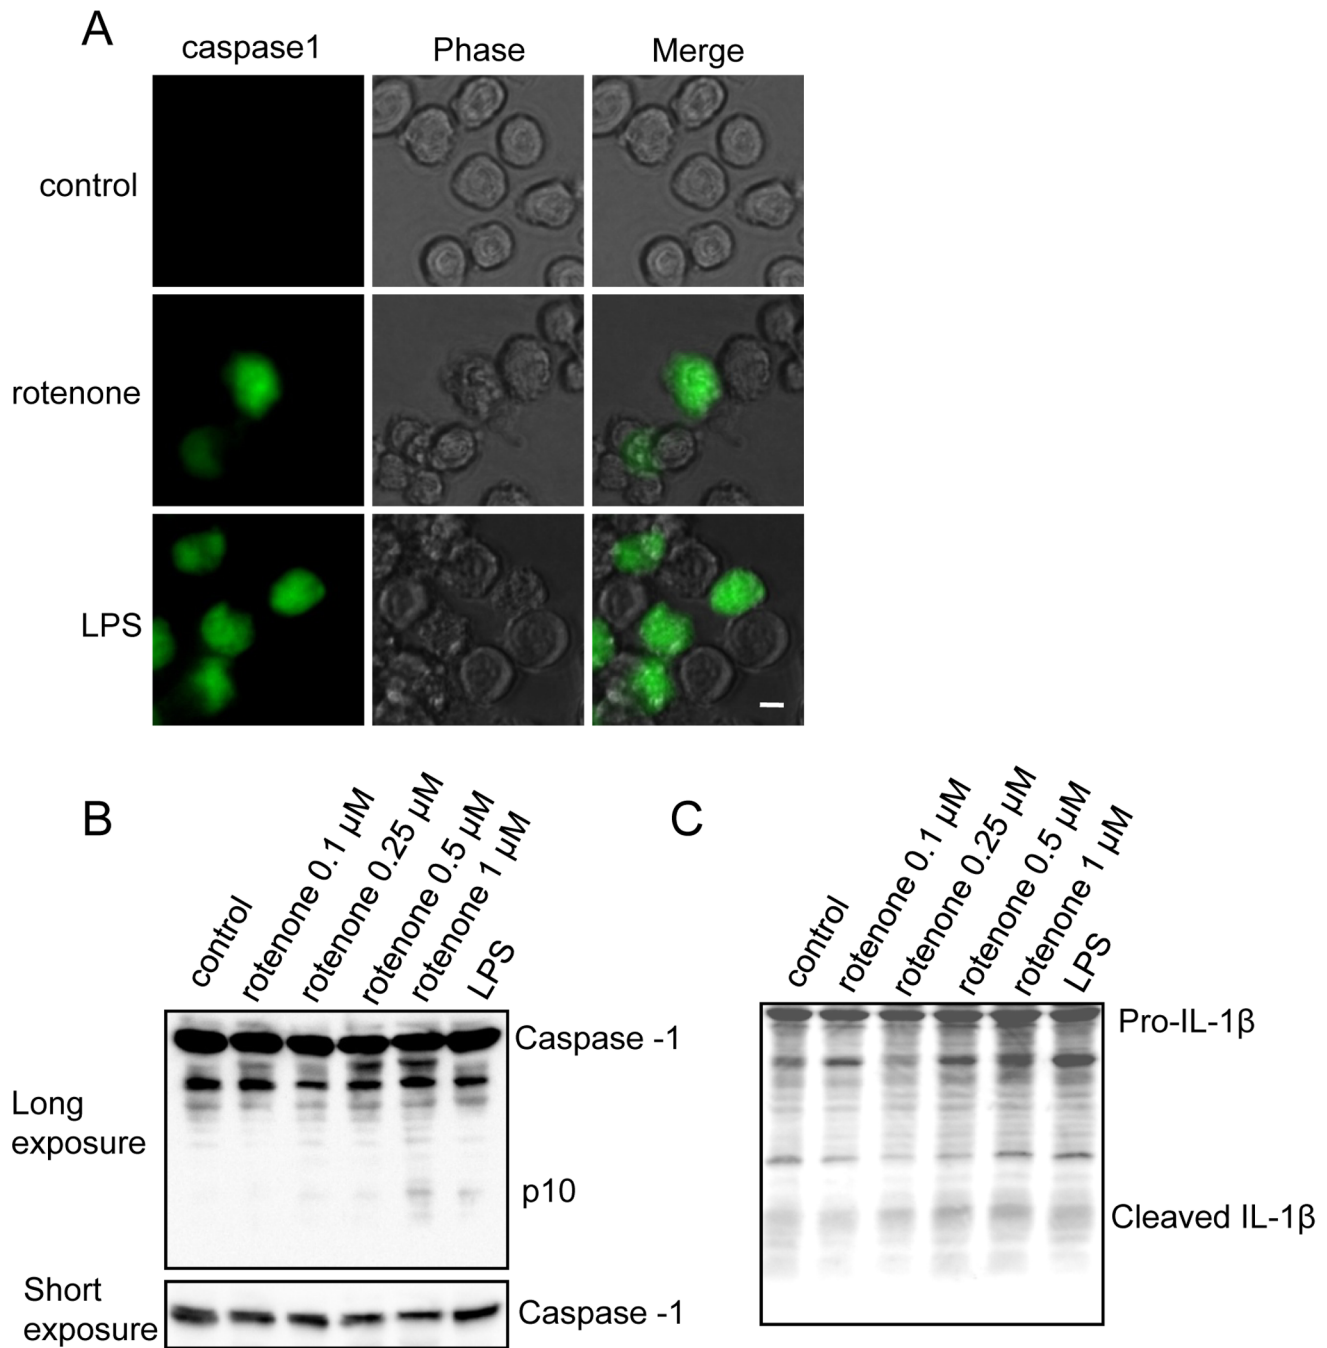 A
caspase1
Phase
Merge
control
rotenone
LPS
B
control
rotenone 0.1 µM
rotenone 0.25 µM
rotenone 0.5 µM
rotenone 1 µM
LPS
Long
exposure
Caspase -1
p10
Short
exposure
Caspase -1
C
control
rotenone 0.1 µM
rotenone 0.25 µM
rotenone 0.5 µM
rotenone 1 µM
LPS
Pro-IL-1β
Cleaved IL-1β